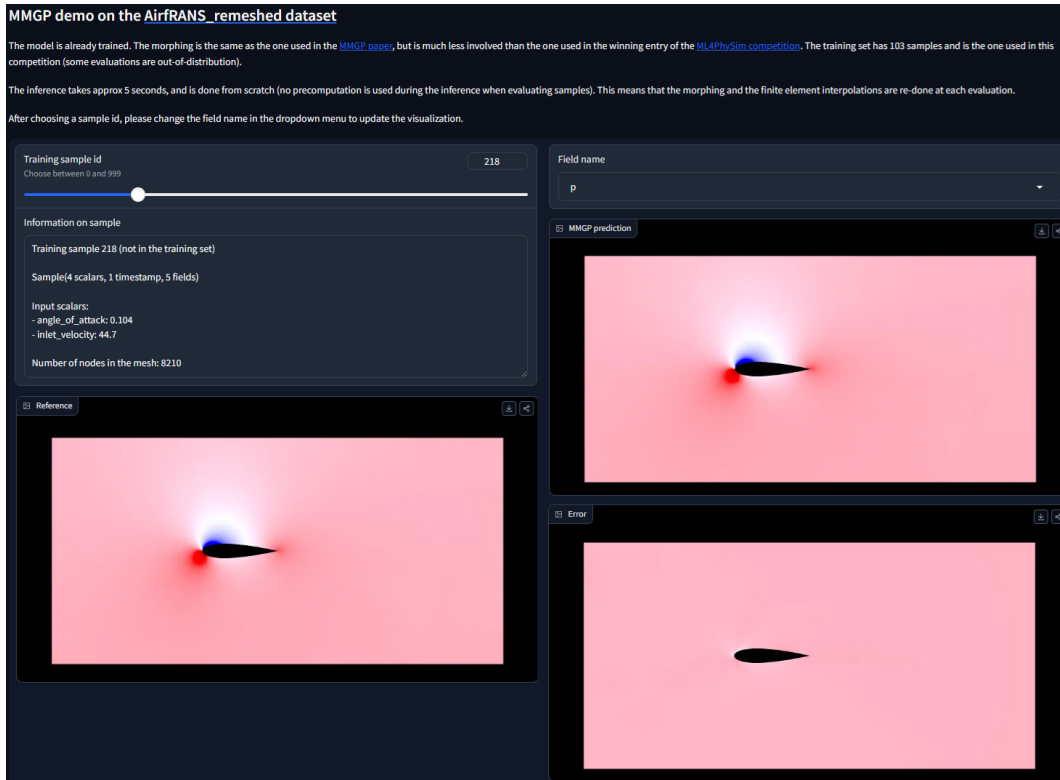 MMGP demo on the AirfRANS_remeshed dataset
The model is already trained. The morphing is the same as the one used in the MMGP paper, but is much less involved than the one used in the winning entry of the ML4PhySim competition. The training set has 103 samples and is the one used in this
competition (some evaluations are out-of-distribution).
The inference takes approx 5 seconds, and is done from scratch (no precomputation is used during the inference when evaluating samples). This means that the morphing and the finite element interpolations are re-done at each evaluation.
After choosing a sample id, please change the field name in the dropdown menu to update the visualization.
Training sample id
218
Choose between 0 and 999
Information on sample
Training sample 218 (not in the training set)
Sample(4 scalars, 1 timestamp, 5 fields)
Input scalars:
- angle_of_attack: 0.104
- inlet_velocity: 44.7
Number of nodes in the mesh: 8210
Reference
Field name
p
MMGP prediction
Error